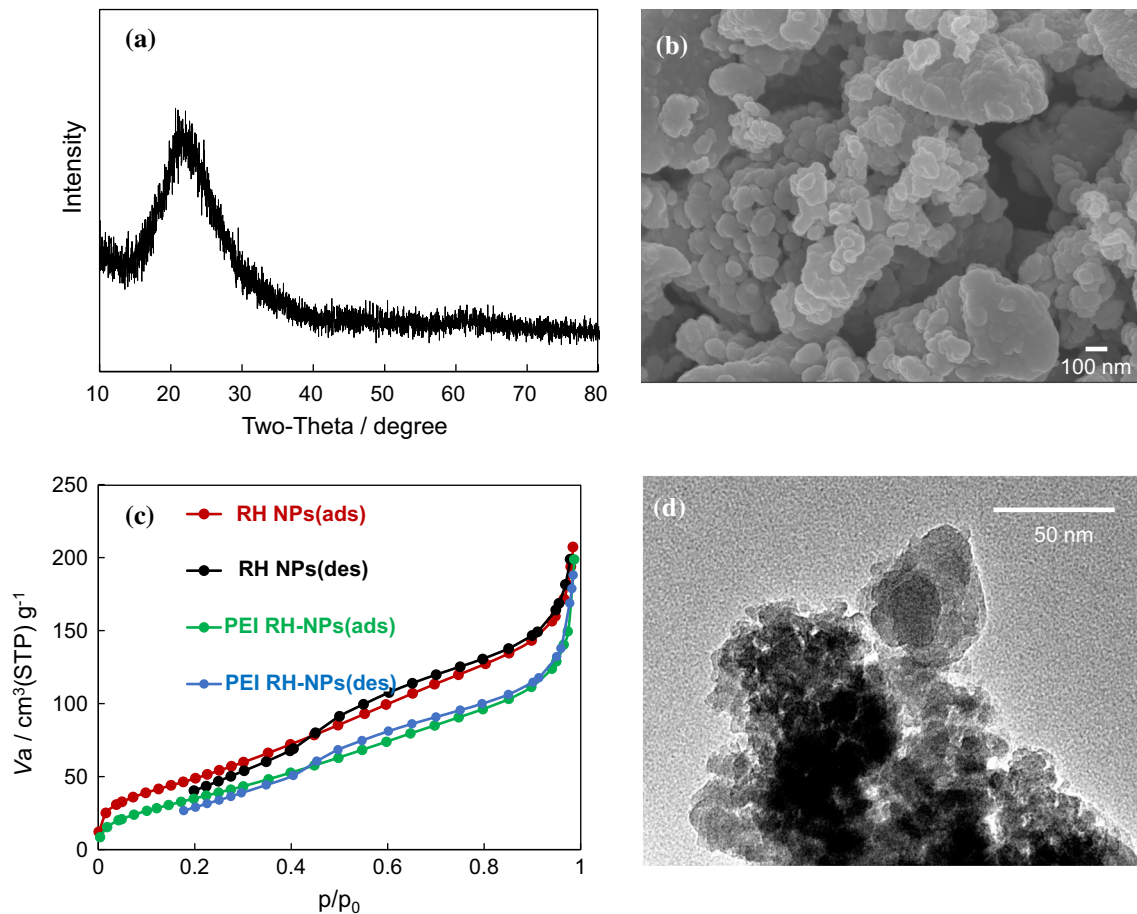 (a)
Intensity
10 20 30 40 50 60 70 80
Two-Theta / degree
(b)
100 nm
(c)
250
200
150
100
50
0
Va / cm³(STP) g⁻¹
RH NPs(ads)
RH NPs(des)
PEI RH-NPs(ads)
PEI RH-NPs(des)
0 0.2 0.4 0.6 0.8 1
p/p₀
(d)
50 nm